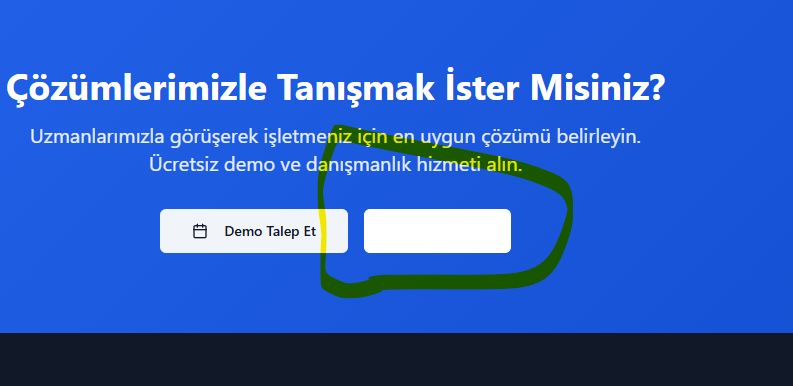 Çözümlerimizle Tanışmak İster Misiniz?
Uzmanlarımızla görüşerek işletmeniz için en uygun çözümü belirleyin.
Ücretsiz demo ve danışmanlık hizmeti alın.
Demo Talep Et